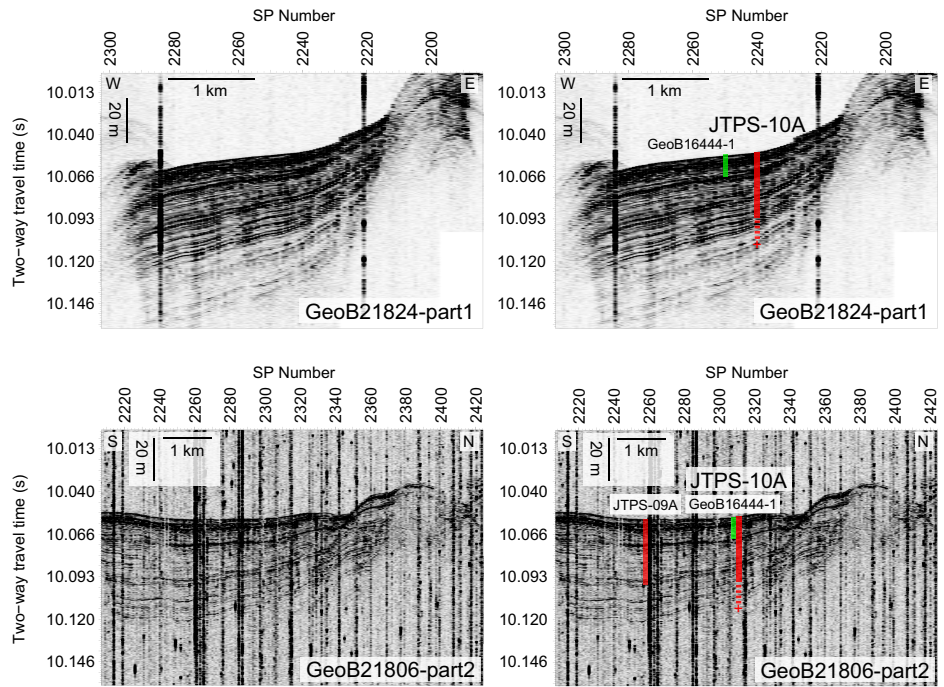 SP Number
2300 2280 2260 2240 2220 2200
W E
1 km
20 m
10.013
10.040
10.066
10.093
10.120
10.146
Two−way travel time (s)
GeoB21824-part1
SP Number
2300 2280 2260 2240 2220 2200
W E
1 km
20 m
JTPS-10A
GeoB16444-1
10.013
10.040
10.066
10.093
10.120
10.146
GeoB21824-part1
SP Number
2220 2240 2260 2280 2300 2320 2340 2360 2380 2400 2420
S N
1 km
20 m
10.013
10.040
10.066
10.093
10.120
10.146
Two−way travel time (s)
GeoB21806-part2
SP Number
2220 2240 2260 2280 2300 2320 2340 2360 2380 2400 2420
S N
1 km
20 m
JTPS-10A
JTPS-09A GeoB16444-1
10.013
10.040
10.066
10.093
10.120
10.146
GeoB21806-part2